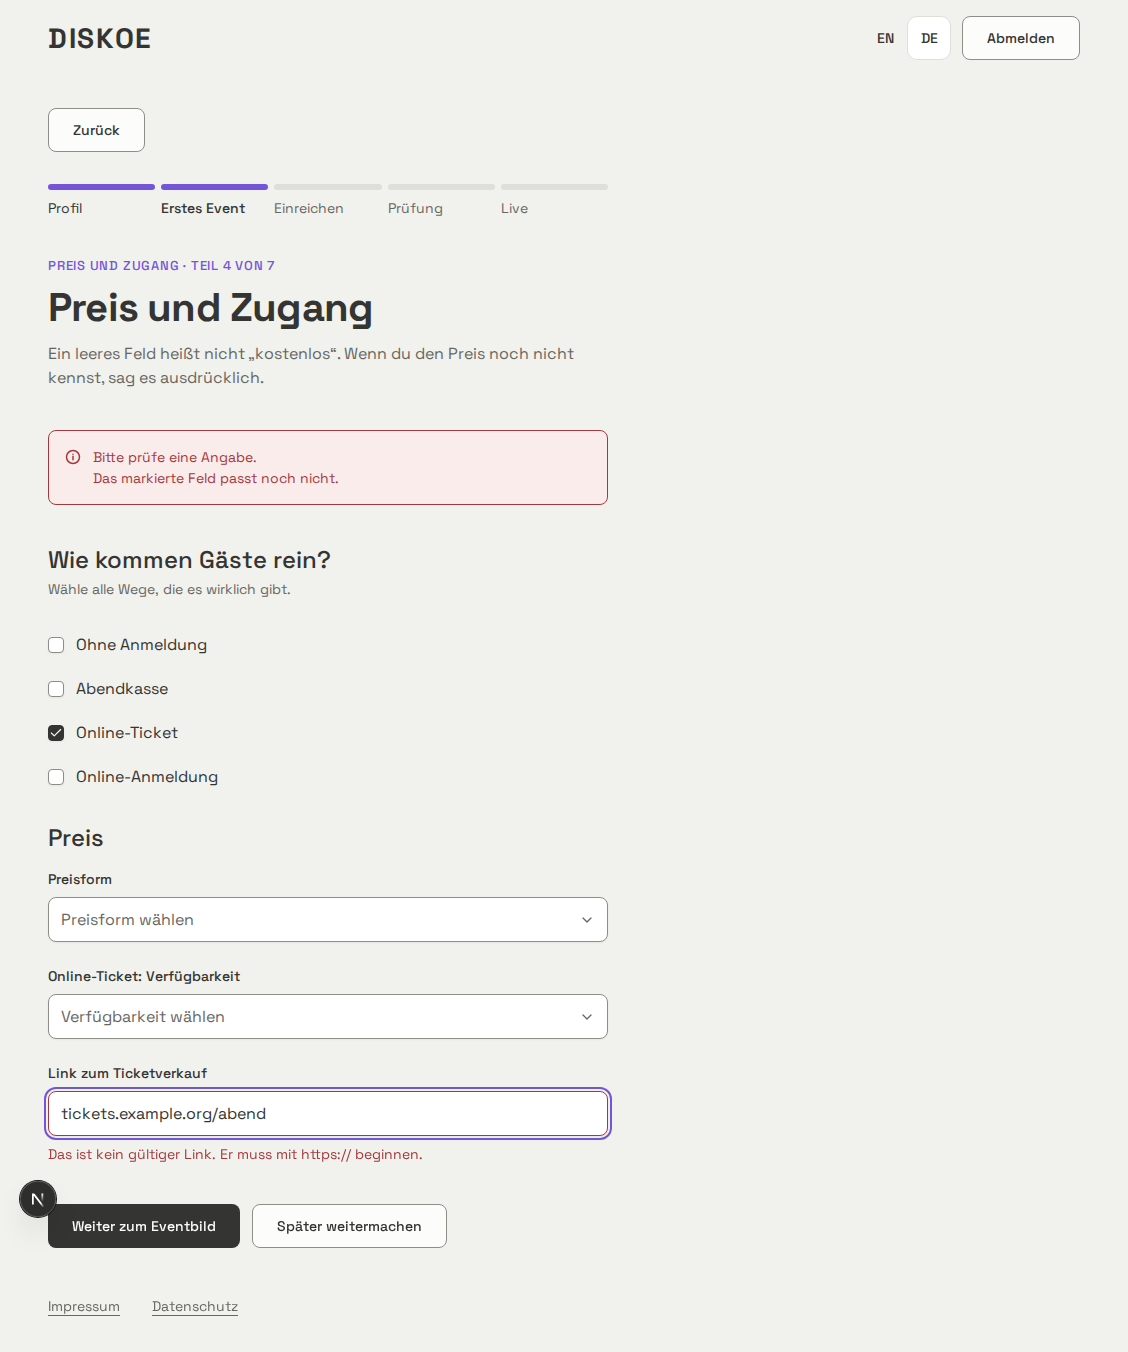 DISKOE
EN DE Abmelden
Zurück
Profil Erstes Event Einreichen Prüfung Live
PREIS UND ZUGANG · TEIL 4 VON 7
Preis und Zugang
Ein leeres Feld heißt nicht „kostenlos“. Wenn du den Preis noch nicht
kennst, sag es ausdrücklich.
Bitte prüfe eine Angabe.
Das markierte Feld passt noch nicht.
Wie kommen Gäste rein?
Wähle alle Wege, die es wirklich gibt.
Ohne Anmeldung
Abendkasse
Online-Ticket
Online-Anmeldung
Preis
Preisform
Preisform wählen
Online-Ticket: Verfügbarkeit
Verfügbarkeit wählen
Link zum Ticketverkauf
tickets.example.org/abend
Das ist kein gültiger Link. Er muss mit https:// beginnen.
N
Weiter zum Eventbild Später weitermachen
Impressum Datenschutz